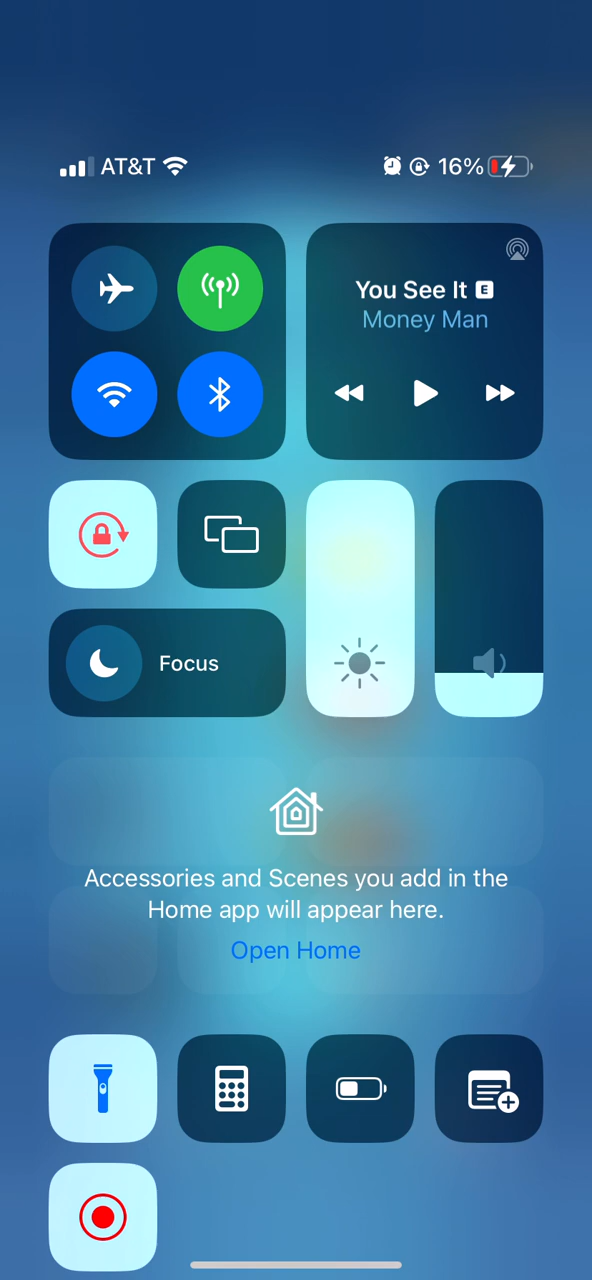 AT&T 16%
You See It E
Money Man
Focus
Accessories and Scenes you add in the
Home app will appear here.
Open Home